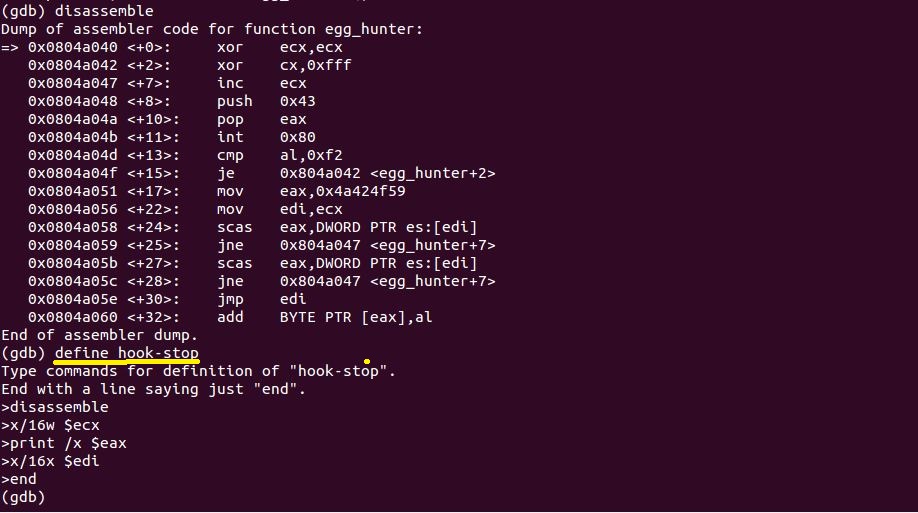 (gdb) disassemble
Dump of assembler code for function egg_hunter:
=> 0x0804a040 <+0>:     xor    ecx,ecx
   0x0804a042 <+2>:     xor    cx,0xfff
   0x0804a047 <+7>:     inc    ecx
   0x0804a048 <+8>:     push   0x43
   0x0804a04a <+10>:    pop    eax
   0x0804a04b <+11>:    int    0x80
   0x0804a04d <+13>:    cmp    al,0xf2
   0x0804a04f <+15>:    je     0x804a042 <egg_hunter+2>
   0x0804a051 <+17>:    mov    eax,0x4a424f59
   0x0804a056 <+22>:    mov    edi,ecx
   0x0804a058 <+24>:    scas   eax,DWORD PTR es:[edi]
   0x0804a059 <+25>:    jne    0x804a047 <egg_hunter+7>
   0x0804a05b <+27>:    scas   eax,DWORD PTR es:[edi]
   0x0804a05c <+28>:    jne    0x804a047 <egg_hunter+7>
   0x0804a05e <+30>:    jmp    edi
   0x0804a060 <+32>:    add    BYTE PTR [eax],al
End of assembler dump.
(gdb) define hook-stop
Type commands for definition of "hook-stop".
End with a line saying just "end".
>disassemble
>x/16w $ecx
>print /x $eax
>x/16x $edi
>end
(gdb)